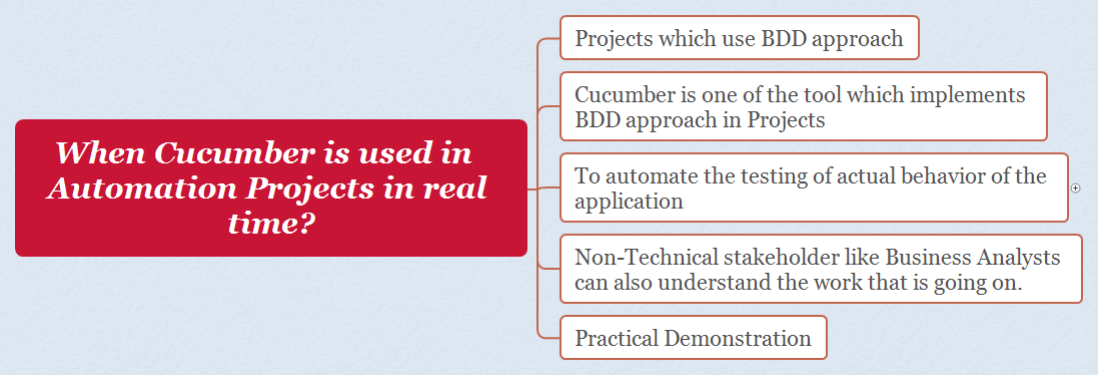 When Cucumber is used in
Automation Projects in real
time?
Projects which use BDD approach
Cucumber is one of the tool which implements
BDD approach in Projects
To automate the testing of actual behavior of the
application
Non-Technical stakeholder like Business Analysts
can also understand the work that is going on.
Practical Demonstration